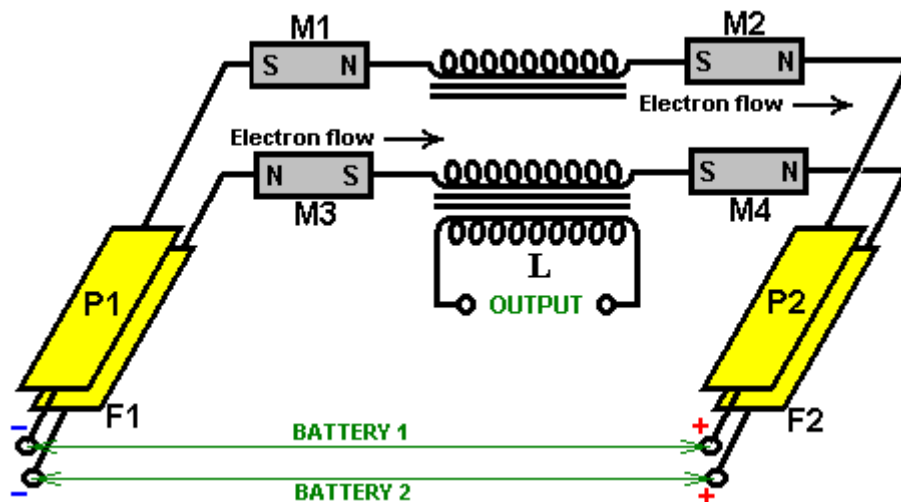 M1
M2
S N
S N
Electron flow
Electron flow
N S
S N
M3
M4
L
OUTPUT
P1
P2
F1
F2
− +
BATTERY 1
BATTERY 2
− +